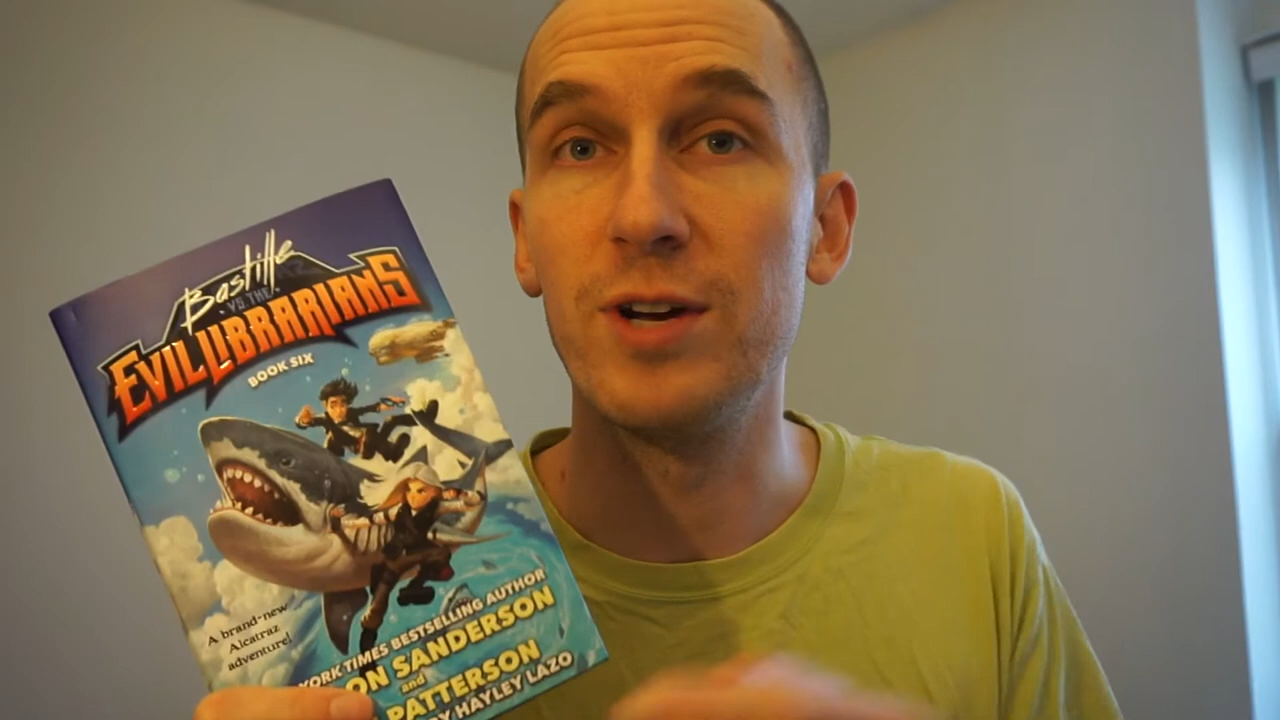 Bastille
VS. THE
EVIL LIBRARIANS
BOOK SIX
A brand-new
Alcatraz
adventure!
YORK TIMES BESTSELLING AUTHOR
ON SANDERSON
and
PATTERSON
BY HAYLEY LAZO